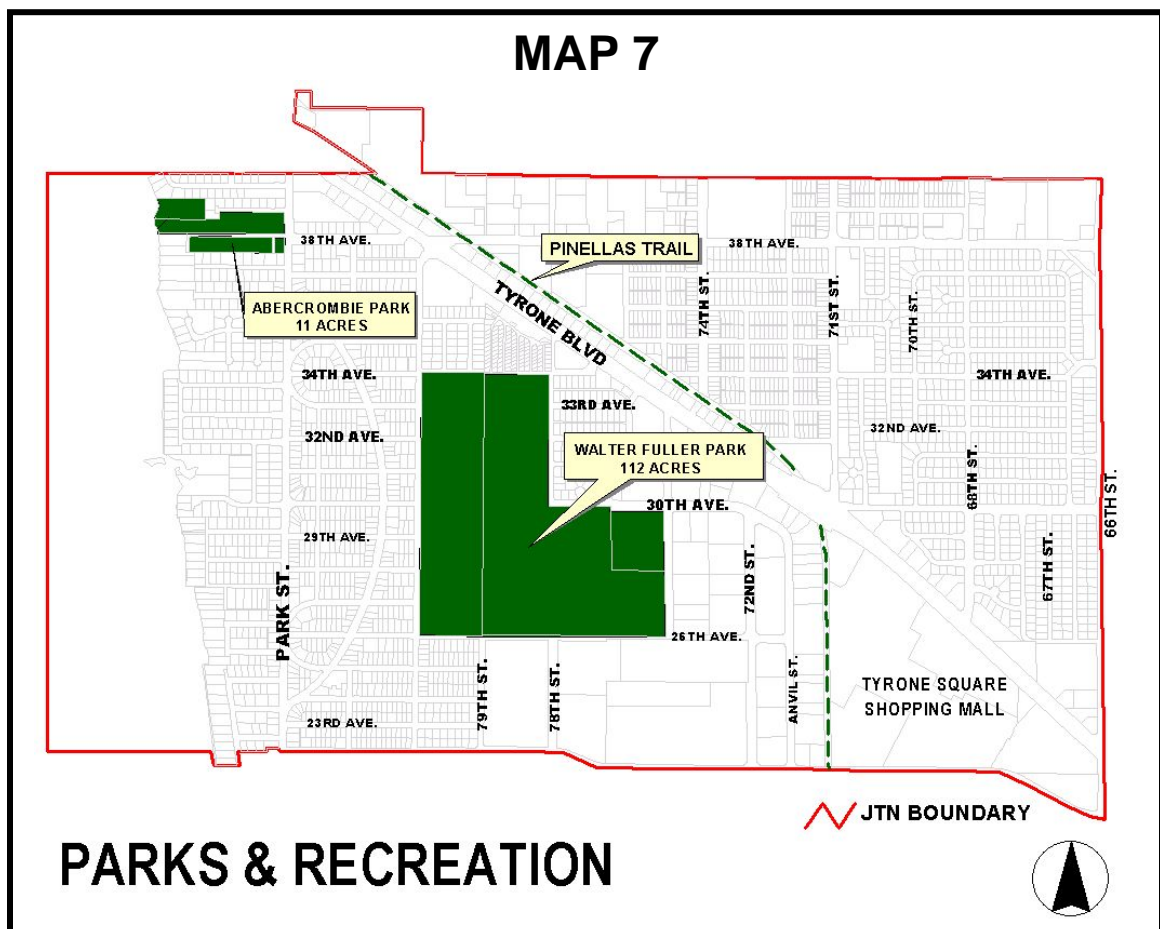 MAP 7
38TH AVE.
PINELLAS TRAIL
38TH AVE.
TYRONE BLVD
74TH ST.
71ST ST.
70TH ST.
ABERCROMBIE PARK
11 ACRES
34TH AVE.
34TH AVE.
33RD AVE.
32ND AVE.
32ND AVE.
WALTER FULLER PARK
112 ACRES
68TH ST.
66TH ST.
30TH AVE.
29TH AVE.
PARK ST.
72ND ST.
67TH ST.
26TH AVE.
79TH ST.
78TH ST.
ANVIL ST.
TYRONE SQUARE
SHOPPING MALL
23RD AVE.
JTN BOUNDARY
PARKS & RECREATION